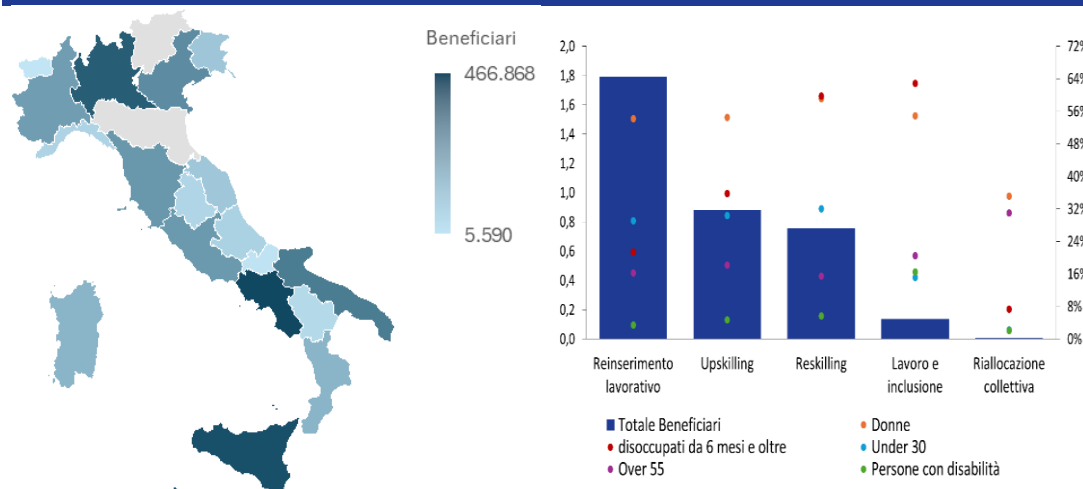 Beneficiari
466.868
5.590
2,0
1,8
1,6
1,4
1,2
1,0
0,8
0,6
0,4
0,2
0,0
72%
64%
56%
48%
40%
32%
24%
16%
8%
0%
Reinserimento
lavorativo
Upskilling
Reskilling
Lavoro e
inclusione
Riallocazione
collettiva
Totale Beneficiari
Donne
disoccupati da 6 mesi e oltre
Under 30
Over 55
Persone con disabilità